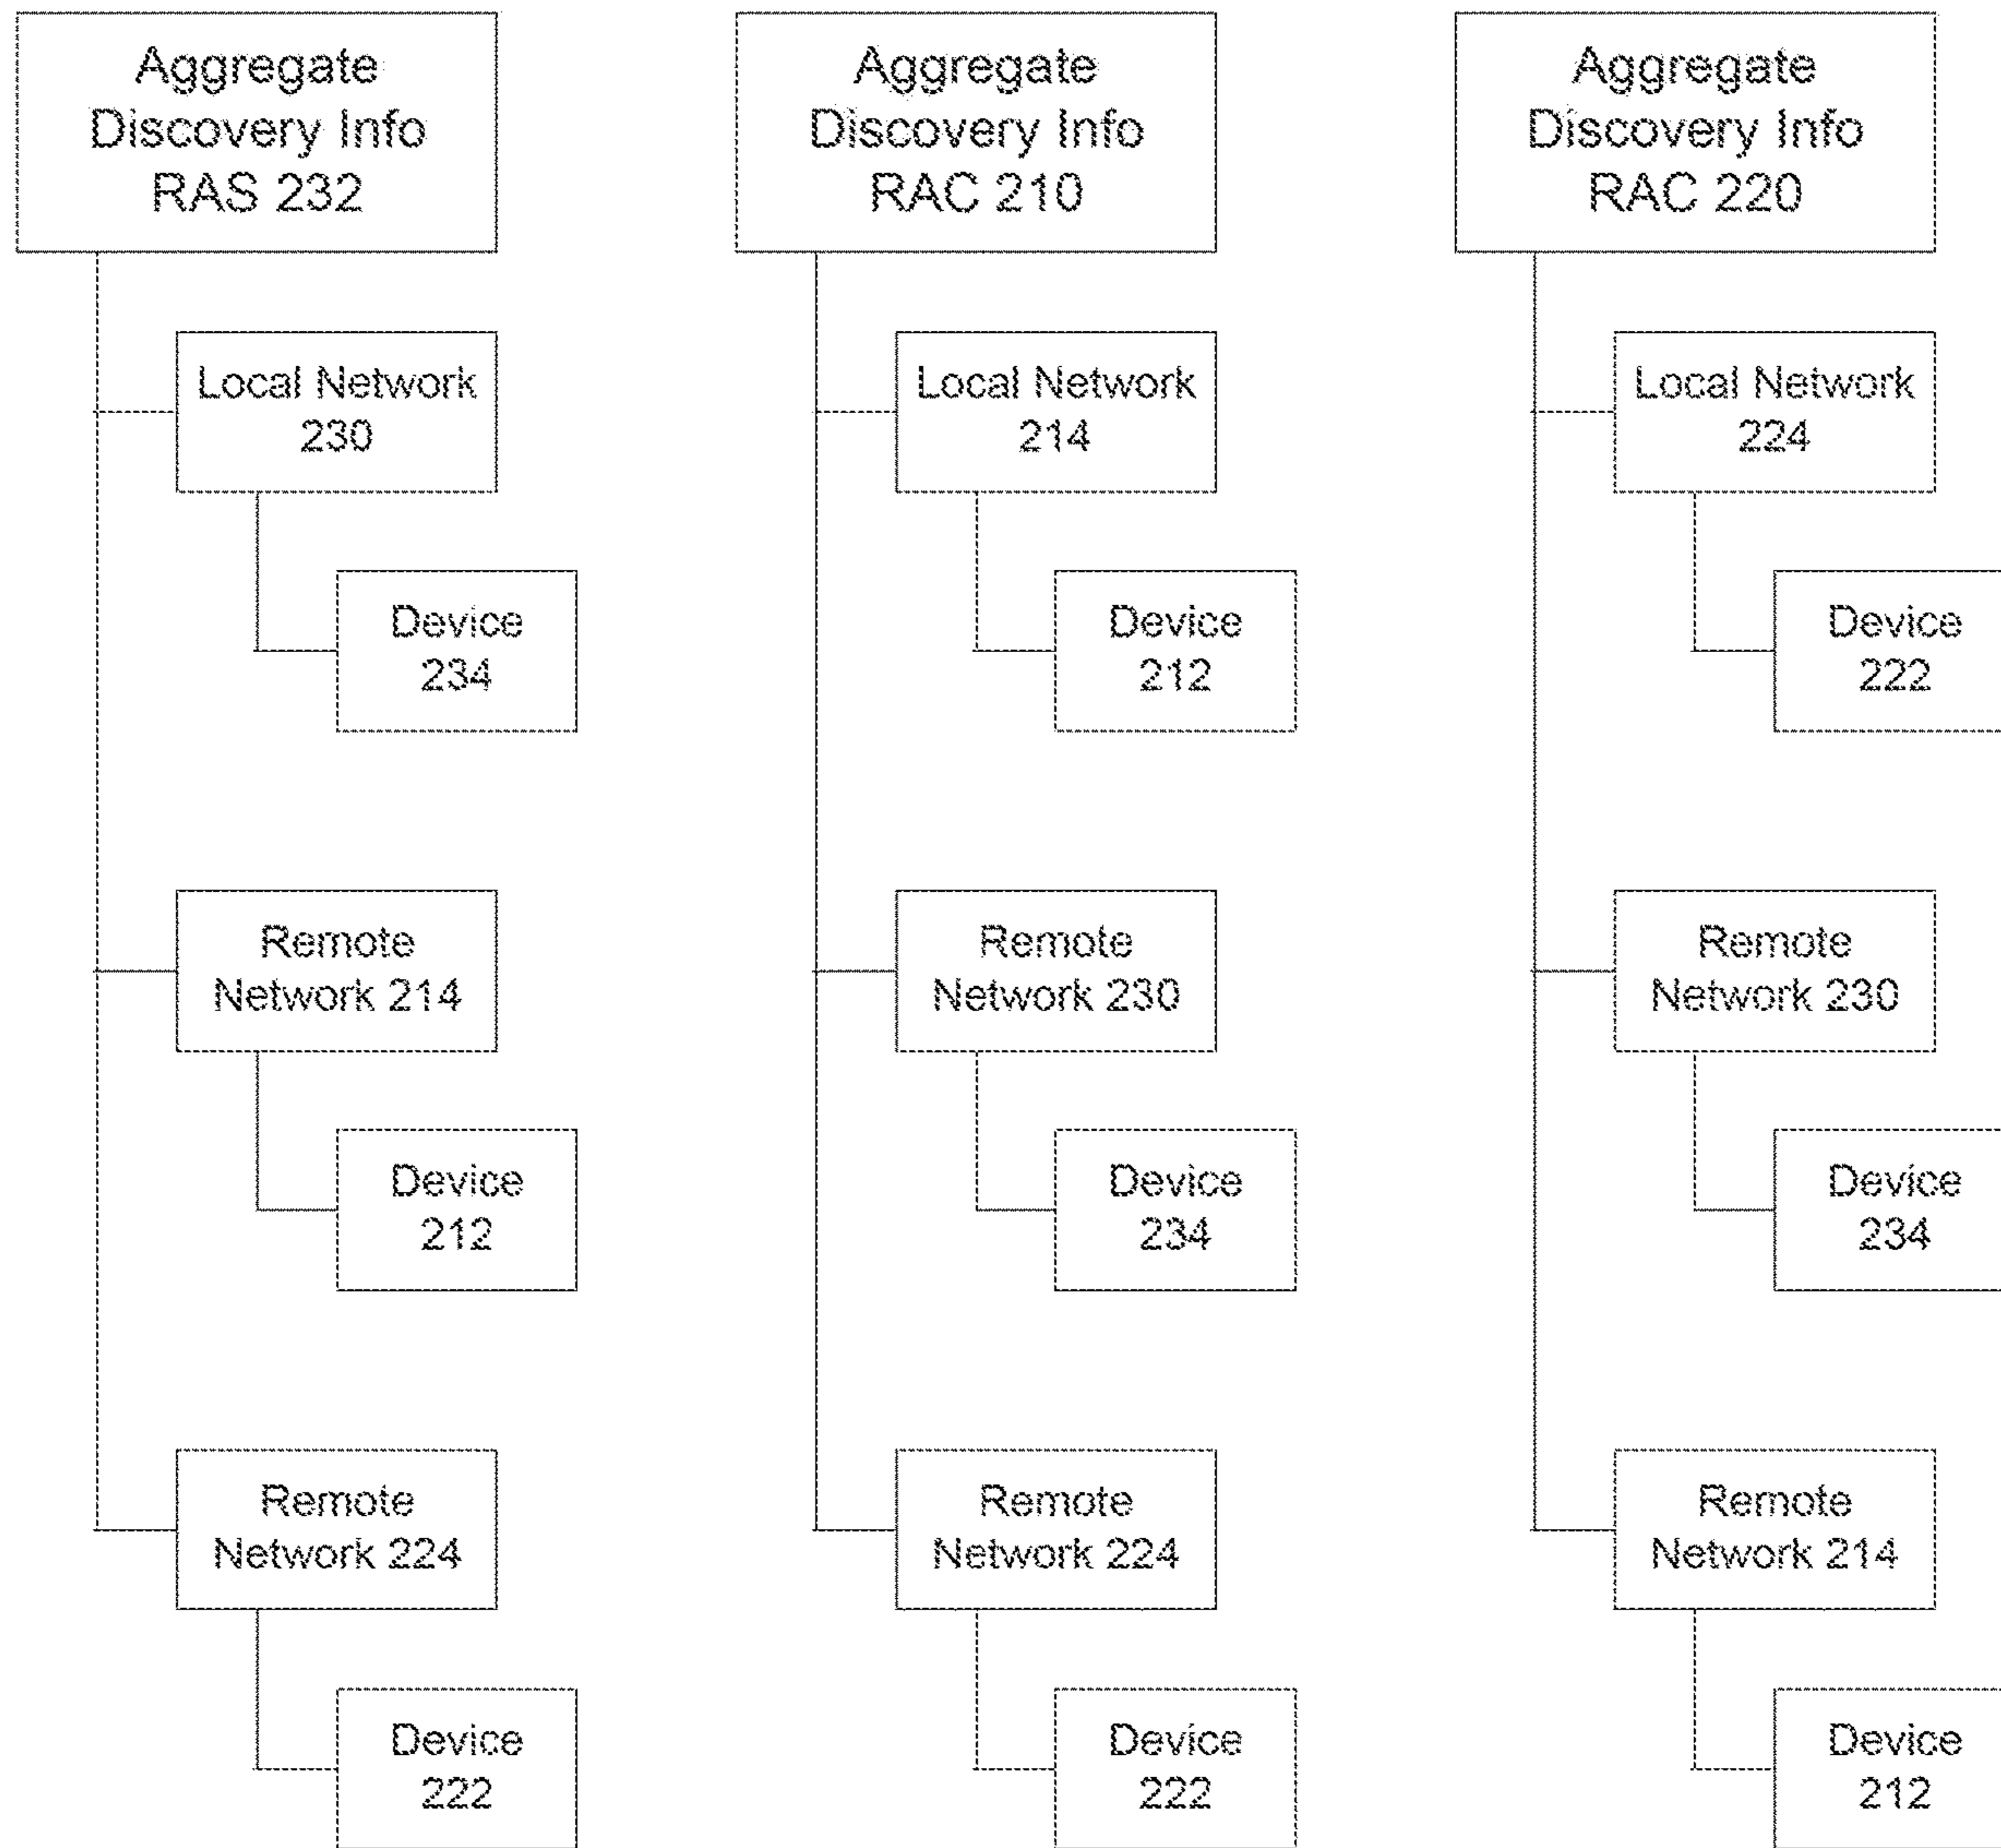 Aggregate
Discovery Info
RAS 232
Local Network
230
Device
234
Remote
Network 214
Device
212
Remote
Network 224
Device
222
Aggregate
Discovery Info
RAC 210
Local Network
214
Device
212
Remote
Network 230
Device
234
Remote
Network 224
Device
222
Aggregate
Discovery Info
RAC 220
Local Network
224
Device
222
Remote
Network 230
Device
234
Remote
Network 214
Device
212